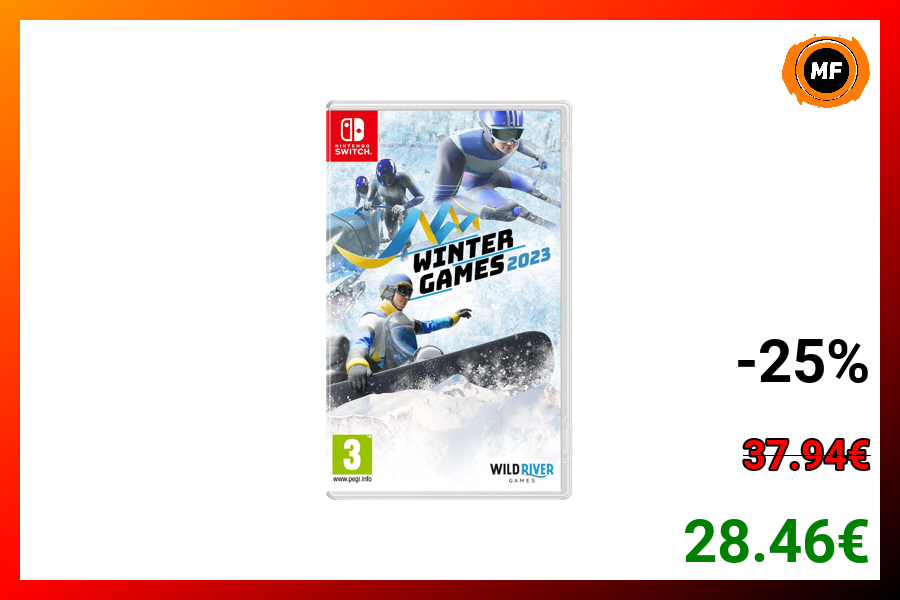 MF
NINTENDO
SWITCH.
WINTER
GAMES 2023
3
www.pegi.info
WILD RIVER
GAMES
-25%
37.94€
28.46€